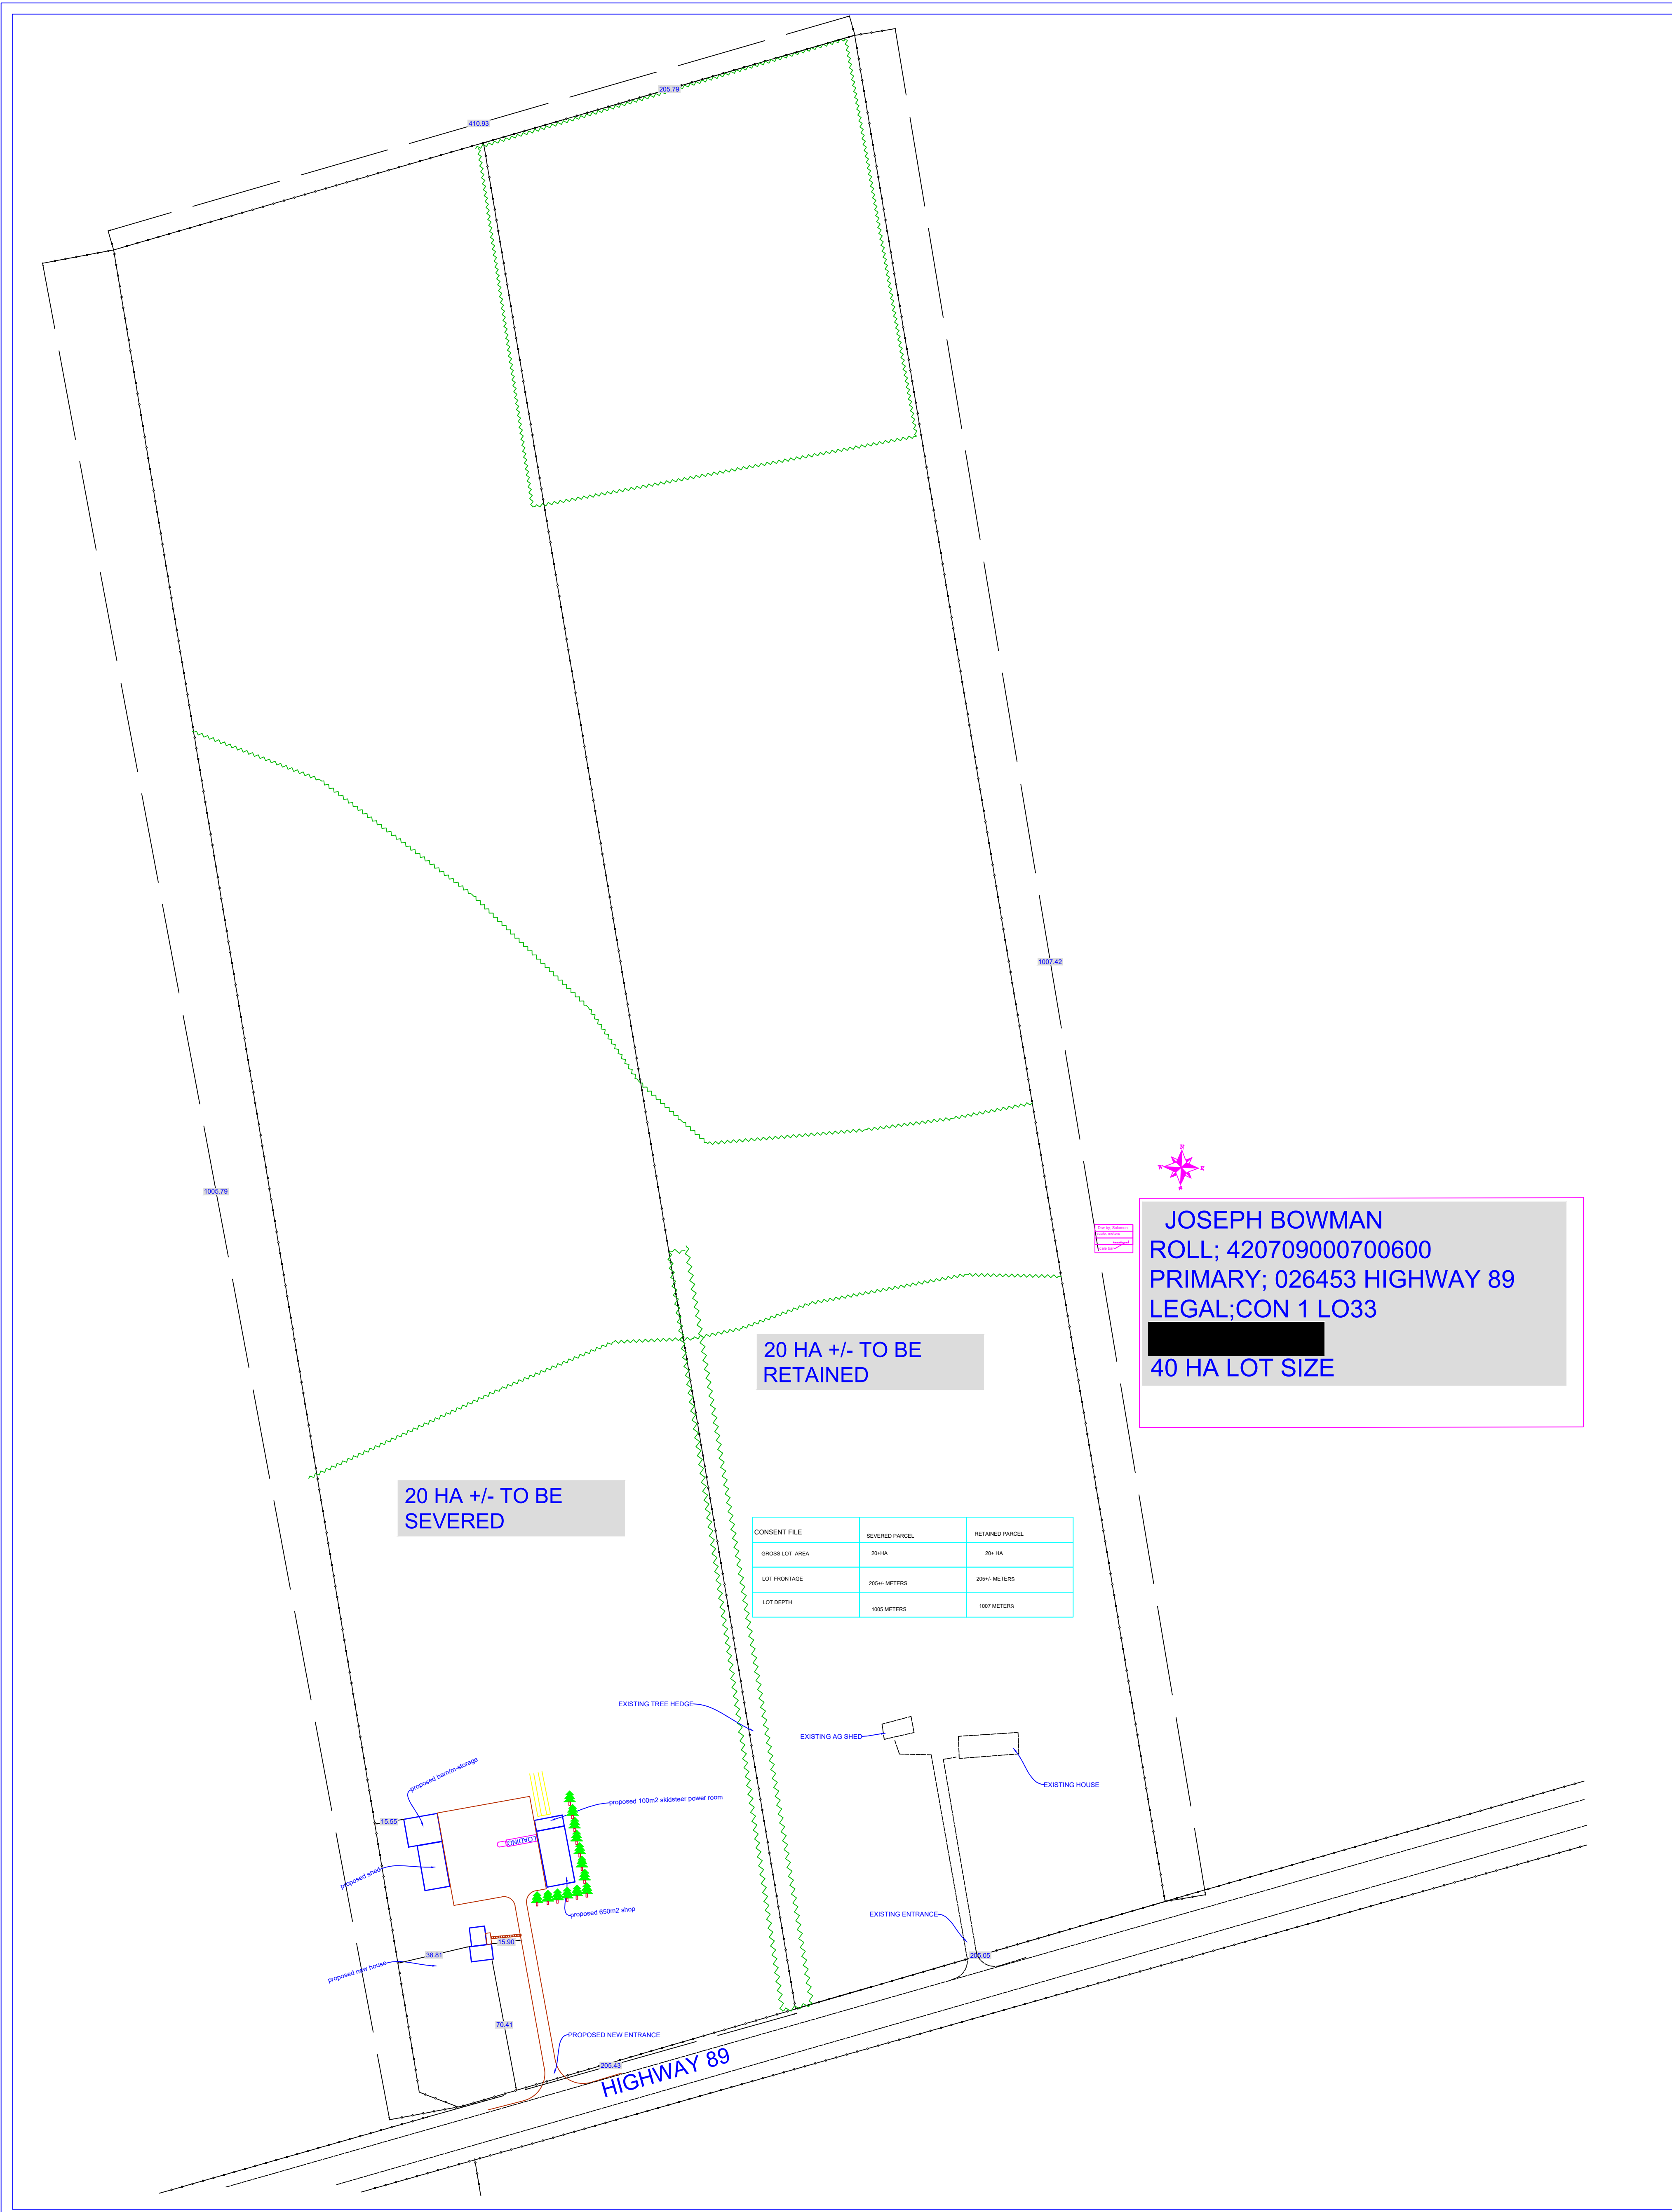 205.79
410.93
1007.42
1005.79
N
W E
S
Scale, meters
JOSEPH BOWMAN
ROLL; 420709000700600
PRIMARY; 026453 HIGHWAY 89
LEGAL;CON 1 LO33
40 HA LOT SIZE
20 HA +/- TO BE
RETAINED
20 HA +/- TO BE
SEVERED
CONSENT FILE SEVERED PARCEL RETAINED PARCEL
GROSS LOT AREA 20+HA 20+ HA
LOT FRONTAGE 205+/- METERS 205+/- METERS
LOT DEPTH 1005 METERS 1007 METERS
EXISTING TREE HEDGE
EXISTING AG SHED
EXISTING HOUSE
proposed barn/m-storage
proposed 100m2 skidsteer power room
15.55
LOADING
proposed shed
proposed 650m2 shop
EXISTING ENTRANCE
15.90
38.81
205.05
proposed new house
70.41
PROPOSED NEW ENTRANCE
205.43
HIGHWAY 89